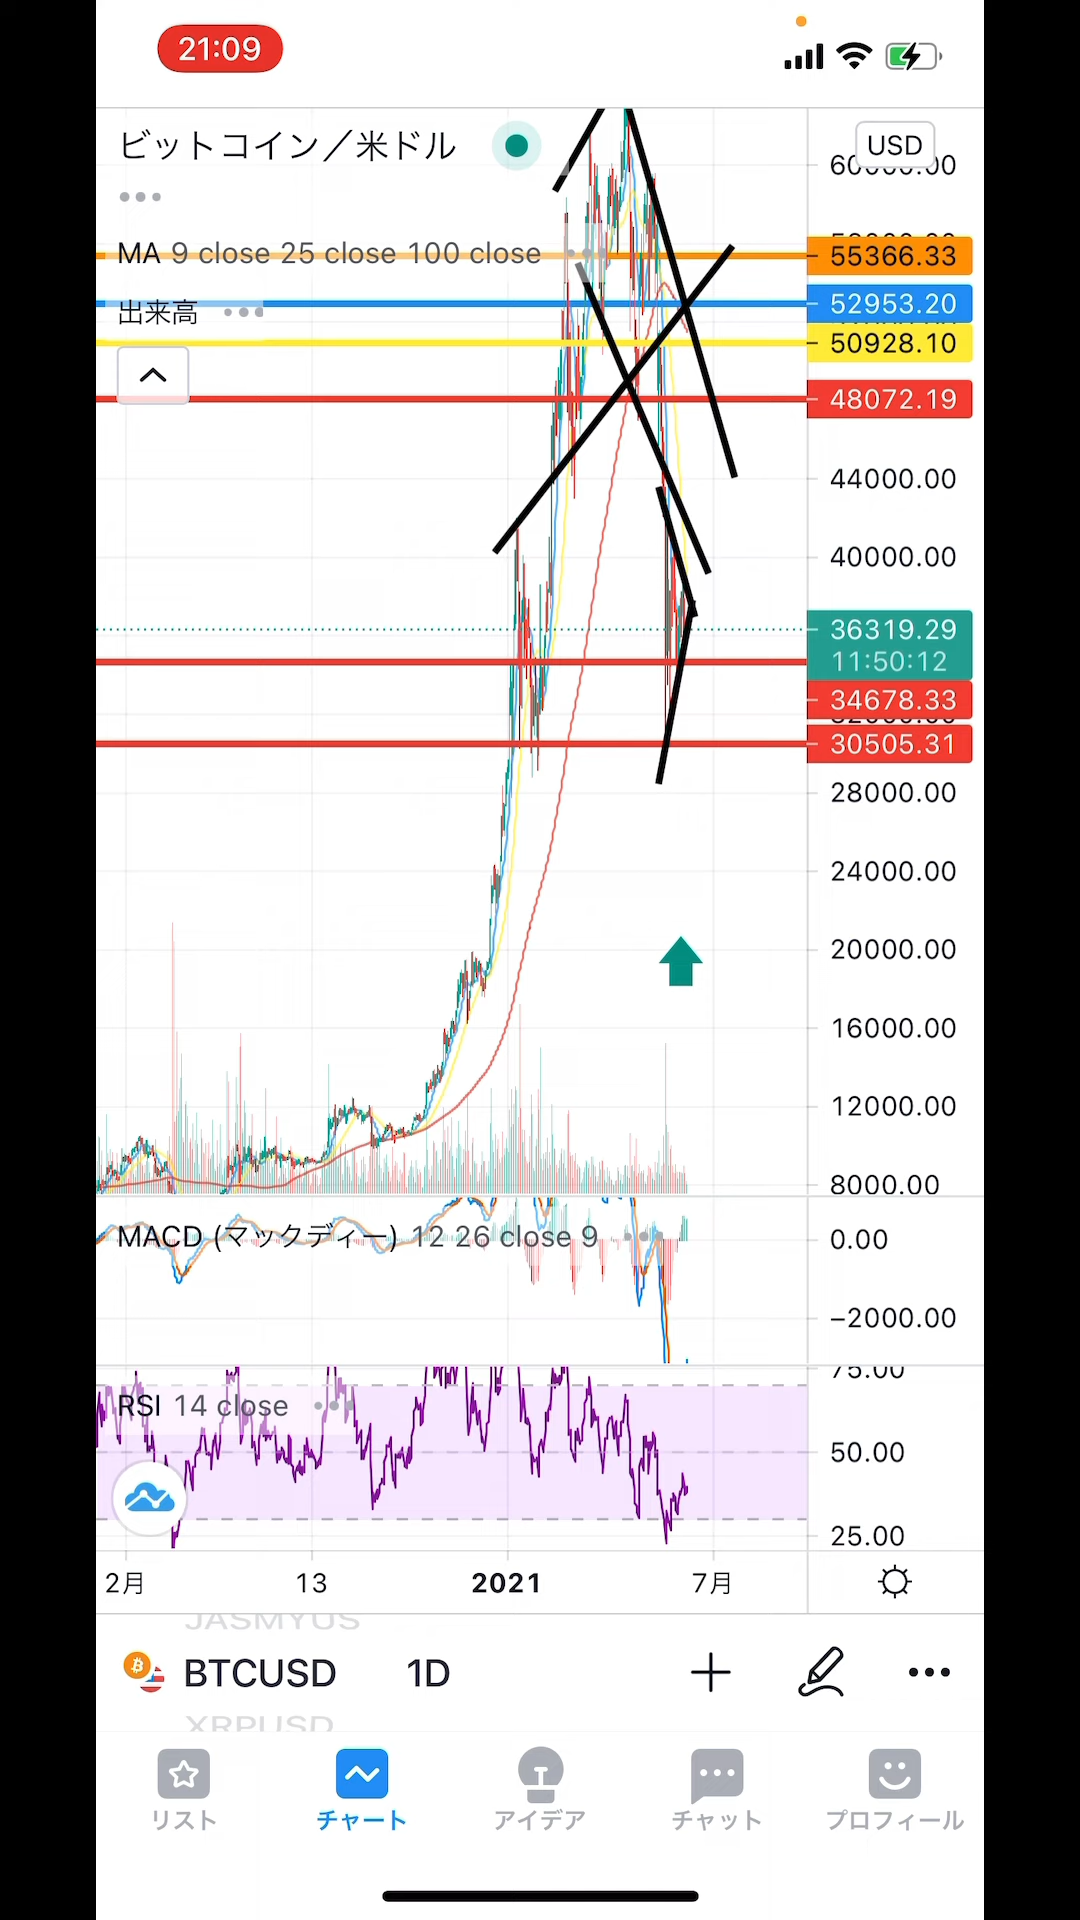 21:09
ビットコイン／米ドル
USD
MA 9 close 25 close 100 close
55366.33
出来高
52953.20
50928.10
48072.19
44000.00
40000.00
36319.29
11:50:12
34678.33
30505.31
28000.00
24000.00
20000.00
16000.00
12000.00
8000.00
MACD (マックディー) 12 26 close 9
0.00
−2000.00
75.00
RSI 14 close
50.00
25.00
2月 13 2021 7月
JASMYUS
BTCUSD 1D
XRPUSD
リスト チャート アイデア チャット プロフィール